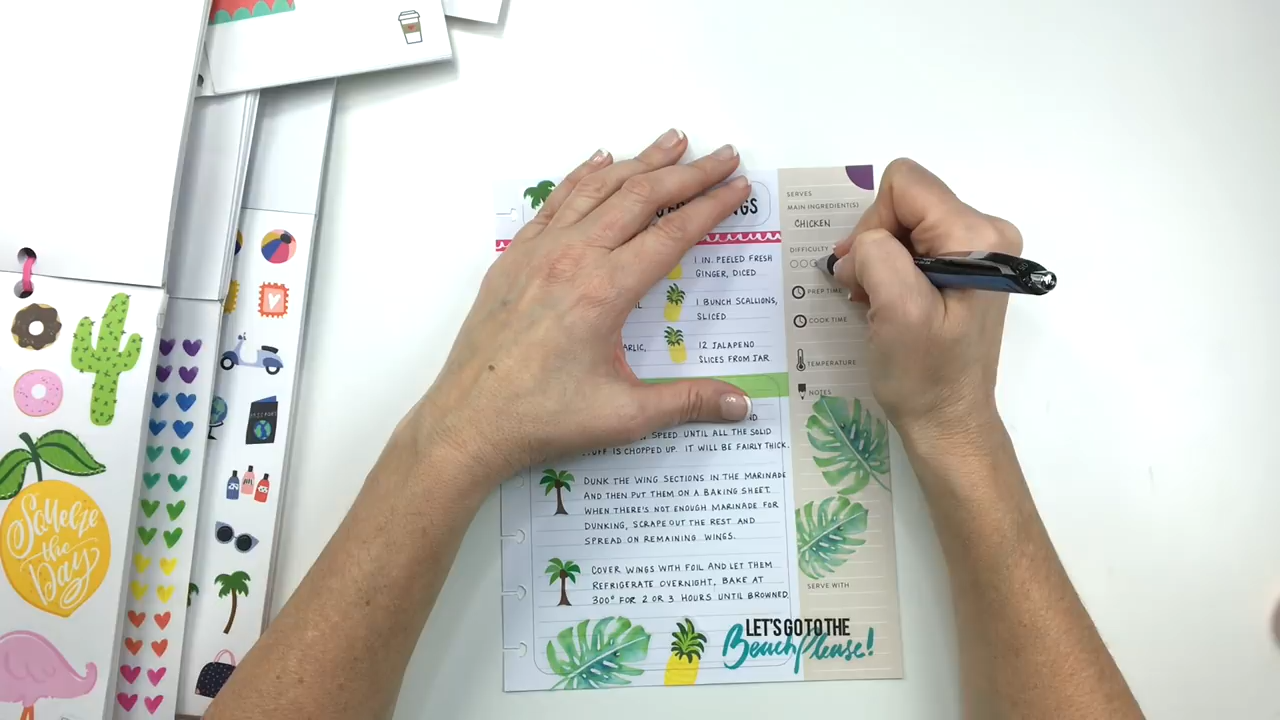 NGS
SERVES
MAIN INGREDIENT(S)
CHICKEN
DIFFICULTY
PREP TIME
COOK TIME
TEMPERATURE
NOTES
SERVE WITH
1 IN. PEELED FRESH
GINGER, DICED
1 BUNCH SCALLIONS,
SLICED
12 JALAPENO
SLICES FROM JAR
SPEED UNTIL ALL THE SOLID
STUFF IS CHOPPED UP. IT WILL BE FAIRLY THICK.
DUNK THE WING SECTIONS IN THE MARINADE
AND THEN PUT THEM ON A BAKING SHEET.
WHEN THERE'S NOT ENOUGH MARINADE FOR
DUNKING, SCRAPE OUT THE REST AND
SPREAD ON REMAINING WINGS.
COVER WINGS WITH FOIL AND LET THEM
REFRIGERATE OVERNIGHT, BAKE AT
300° FOR 2 OR 3 HOURS UNTIL BROWNED.
LET'S GO TO THE
Beach Please!
Squeeze
the
Day